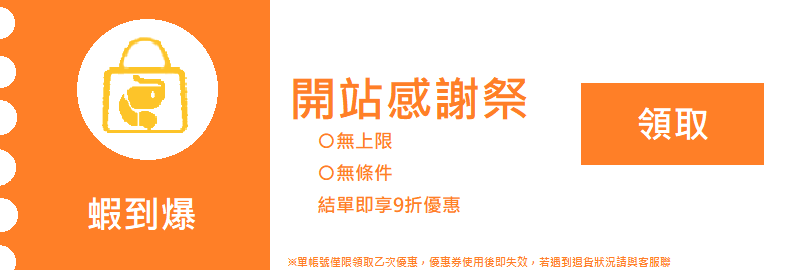 蝦到爆
開站感謝祭
〇無上限
〇無條件
結單即享9折優惠
領取
※單帳號僅限領取乙次優惠，優惠券使用後即失效，若遇到退貨狀況請與客服聯